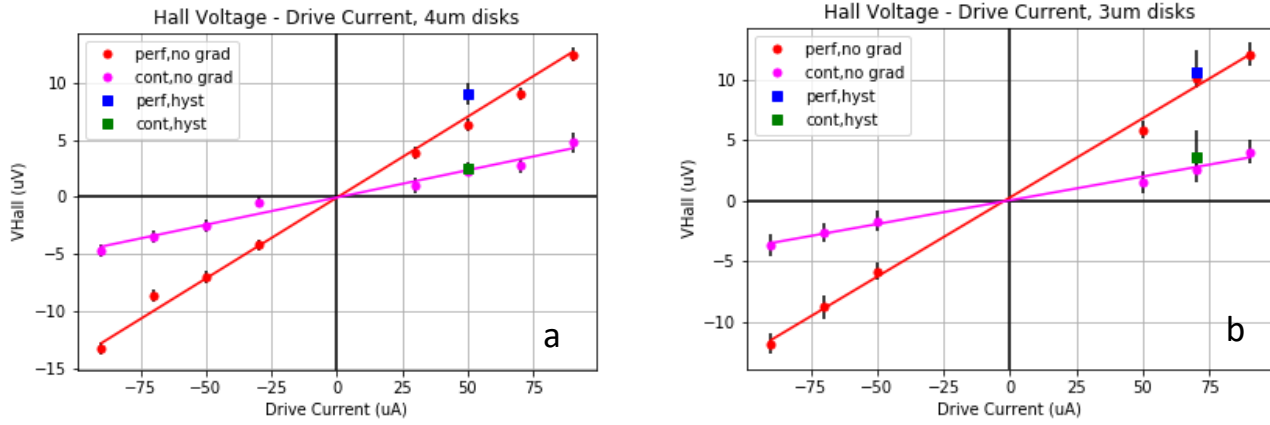 Hall Voltage - Drive Current, 4um disks
perf,no grad
cont,no grad
perf,hyst
cont,hyst
10
5
0
−5
−10
−15
VHall (uV)
−75
−50
−25
0
25
50
75
Drive Current (uA)
a
Hall Voltage - Drive Current, 3um disks
perf,no grad
cont,no grad
perf,hyst
cont,hyst
10
5
0
−5
−10
VHall (uV)
−75
−50
−25
0
25
50
75
Drive Current (uA)
b